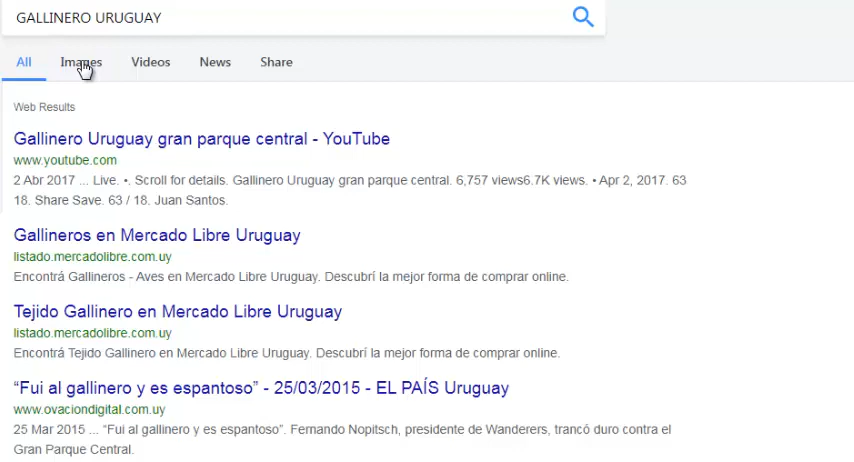 GALLINERO URUGUAY
All Images Videos News Share
Web Results
Gallinero Uruguay gran parque central - YouTube
www.youtube.com
2 Abr 2017 ... Live. •. Scroll for details. Gallinero Uruguay gran parque central. 6,757 views6.7K views. • Apr 2, 2017. 63
18. Share Save. 63 / 18. Juan Santos.
Gallineros en Mercado Libre Uruguay
listado.mercadolibre.com.uy
Encontrá Gallineros - Aves en Mercado Libre Uruguay. Descubrí la mejor forma de comprar online.
Tejido Gallinero en Mercado Libre Uruguay
listado.mercadolibre.com.uy
Encontrá Tejido Gallinero en Mercado Libre Uruguay. Descubrí la mejor forma de comprar online.
“Fui al gallinero y es espantoso” - 25/03/2015 - EL PAÍS Uruguay
www.ovaciondigital.com.uy
25 Mar 2015 ... “Fui al gallinero y es espantoso”. Fernando Nopitsch, presidente de Wanderers, trancó duro contra el
Gran Parque Central.